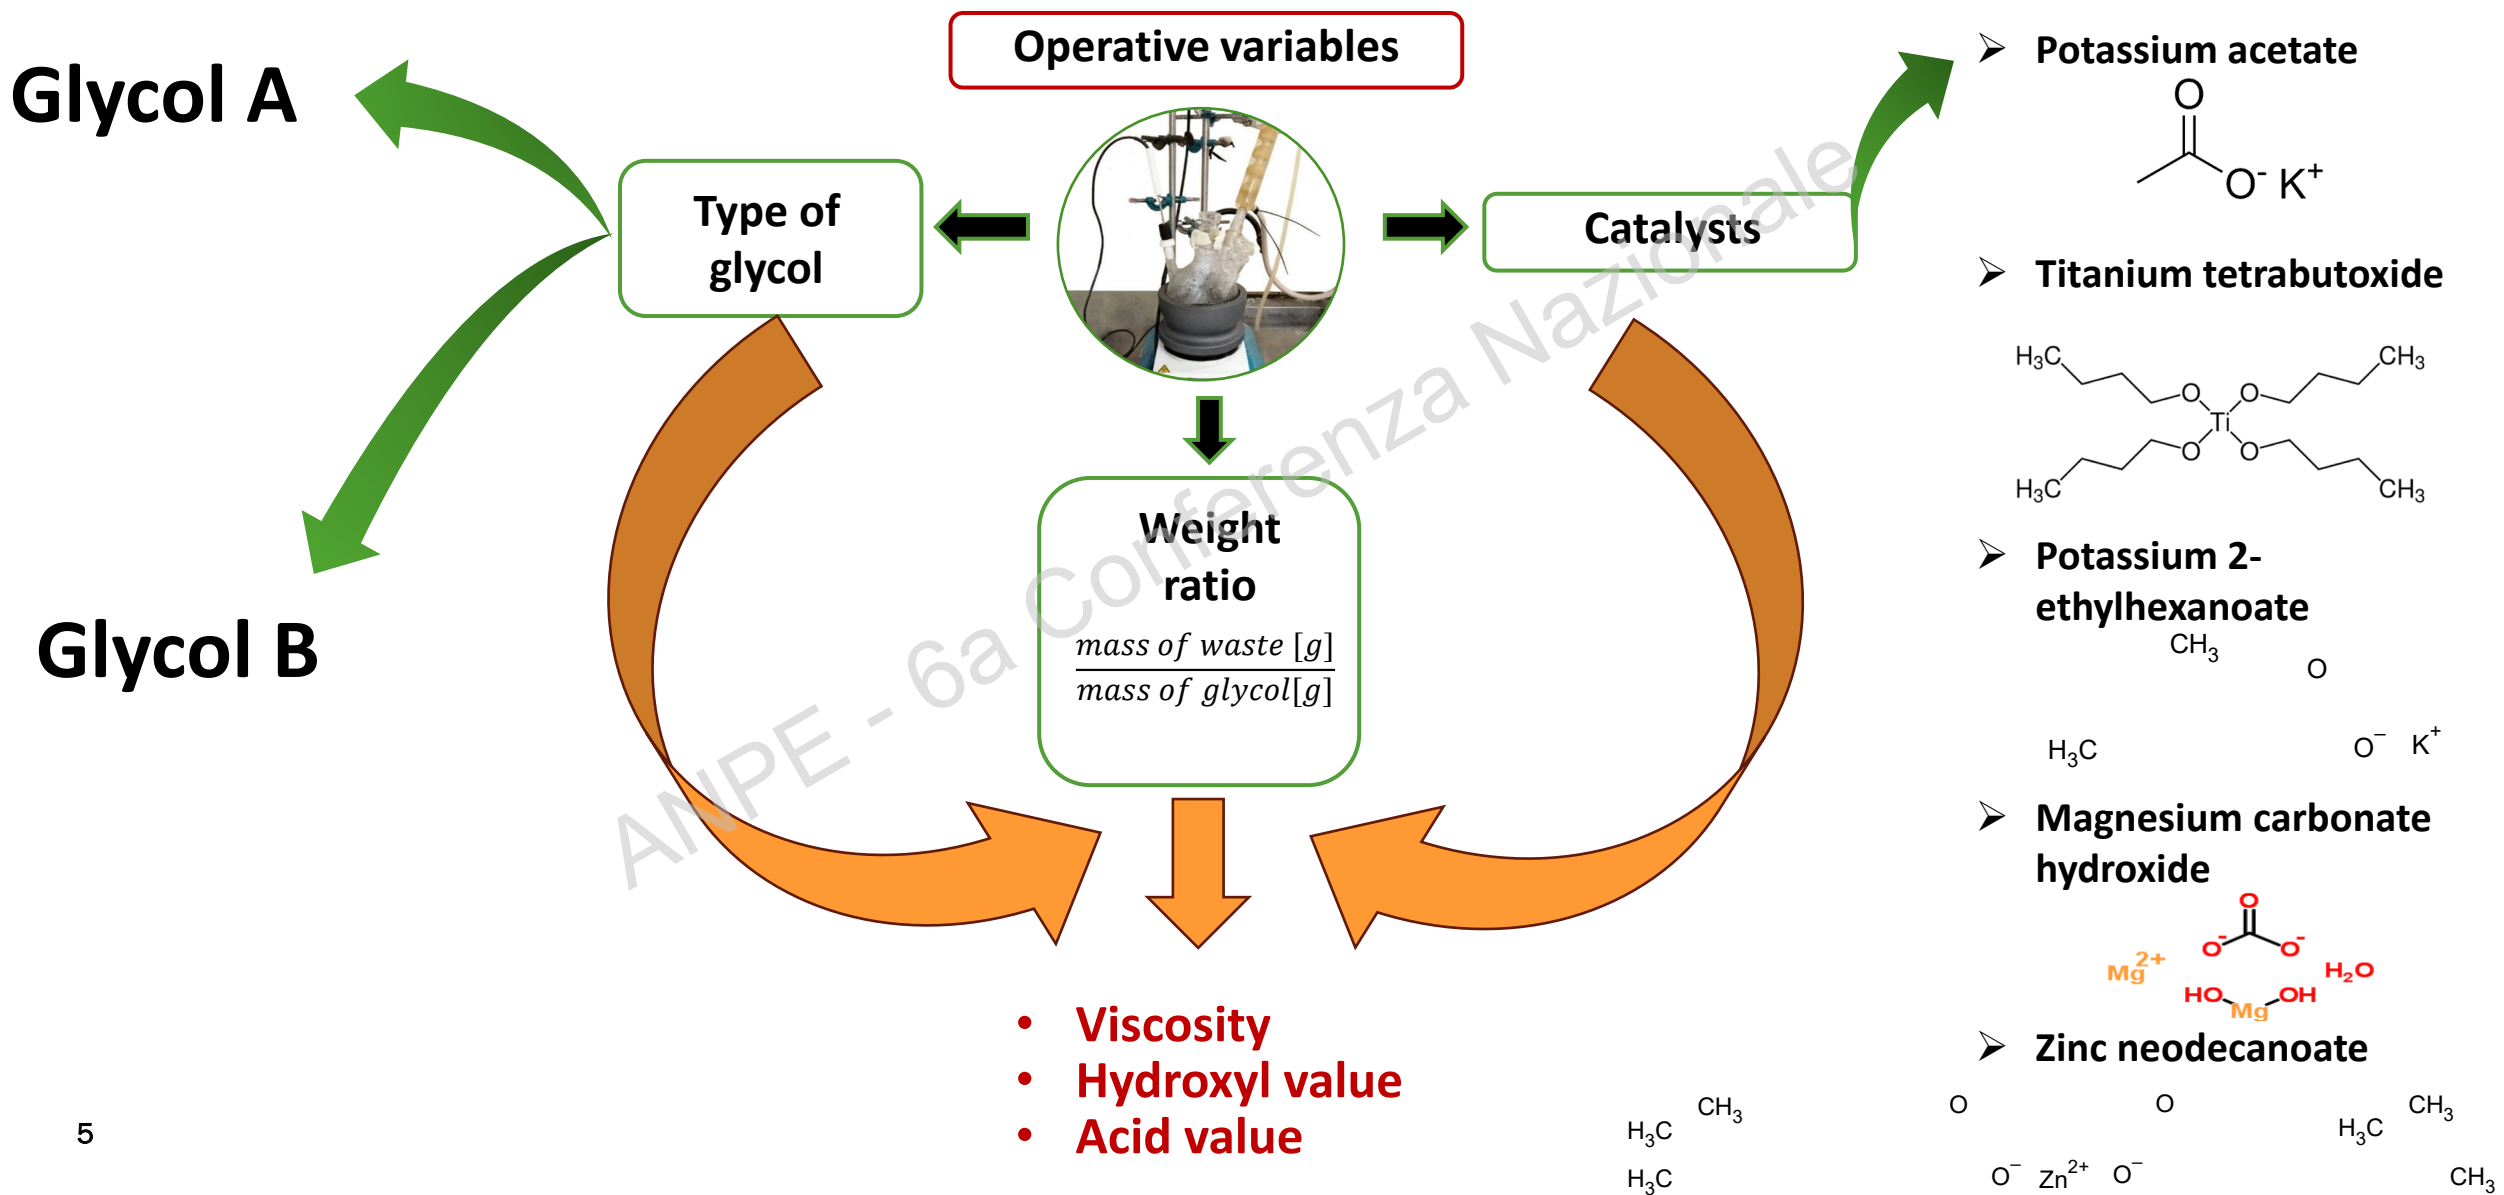 Operative variables
Glycol A
Type of
glycol
Glycol B
Catalysts
Weight
ratio
mass of waste [g]
mass of glycol[g]
➢ Potassium acetate
O
O⁻ K⁺
➢ Titanium tetrabutoxide
H₃C CH₃
O O
Ti
O O
H₃C CH₃
➢ Potassium 2-
ethylhexanoate
CH₃
O
H₃C O⁻ K⁺
➢ Magnesium carbonate
hydroxide
O
O⁻ O⁻
Mg²⁺ H₂O
HO OH
Mg
➢ Zinc neodecanoate
CH₃ O O CH₃
H₃C H₃C
H₃C O⁻ Zn²⁺ O⁻ CH₃
• Viscosity
• Hydroxyl value
• Acid value
5
ANPE - 6a Conferenza Nazionale